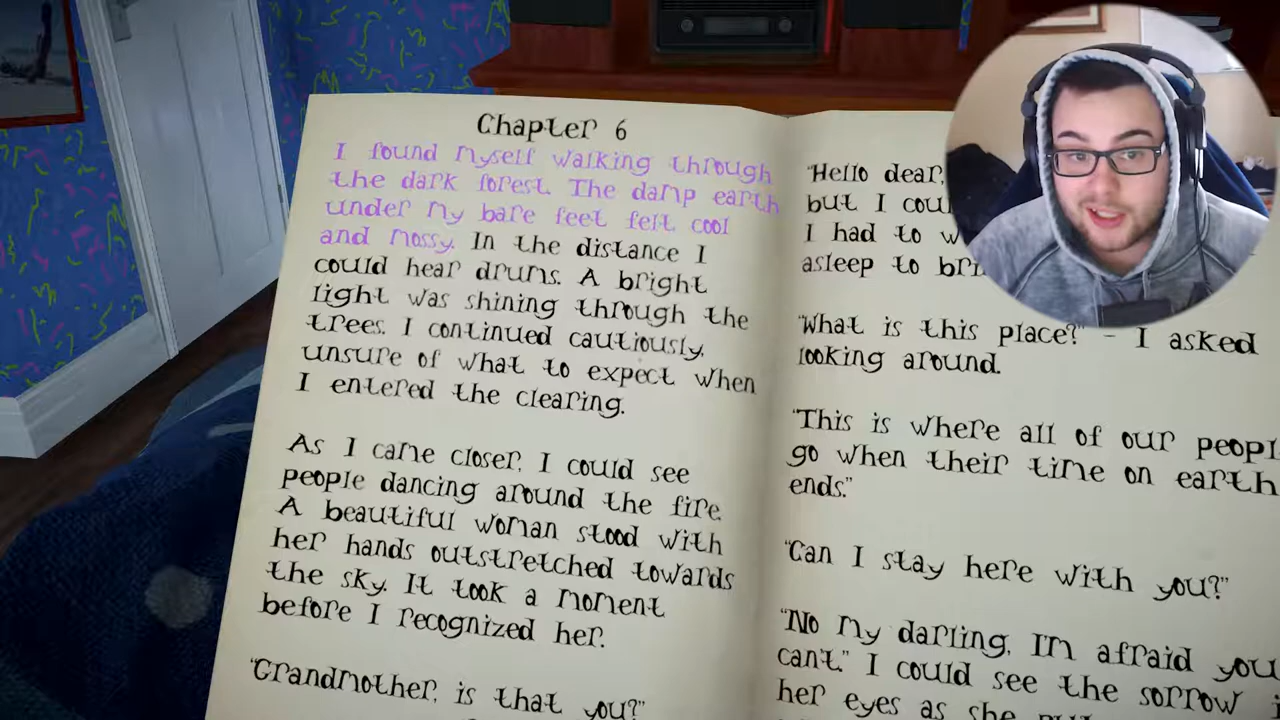 Chapter 6
I found myself walking through
the dark forest. The damp earth
under my bare feet felt cool
and mossy. In the distance I
could hear drums. A bright
light was shining through the
trees. I continued cautiously,
unsure of what to expect when
I entered the clearing.
As I came closer, I could see
people dancing around the fire.
A beautiful woman stood with
her hands outstretched towards
the sky. It took a moment
before I recognized her.
"Grandmother, is that you?"
"Hello dear,
but I
I had to
asleep to
"What is this place?" - I asked
looking around.
"This is where all of our
go when their time on earth
ends."
"Can I stay here with you?"
"No my darling, I'm afraid you
can't." I could see the sorrow
her eyes as she